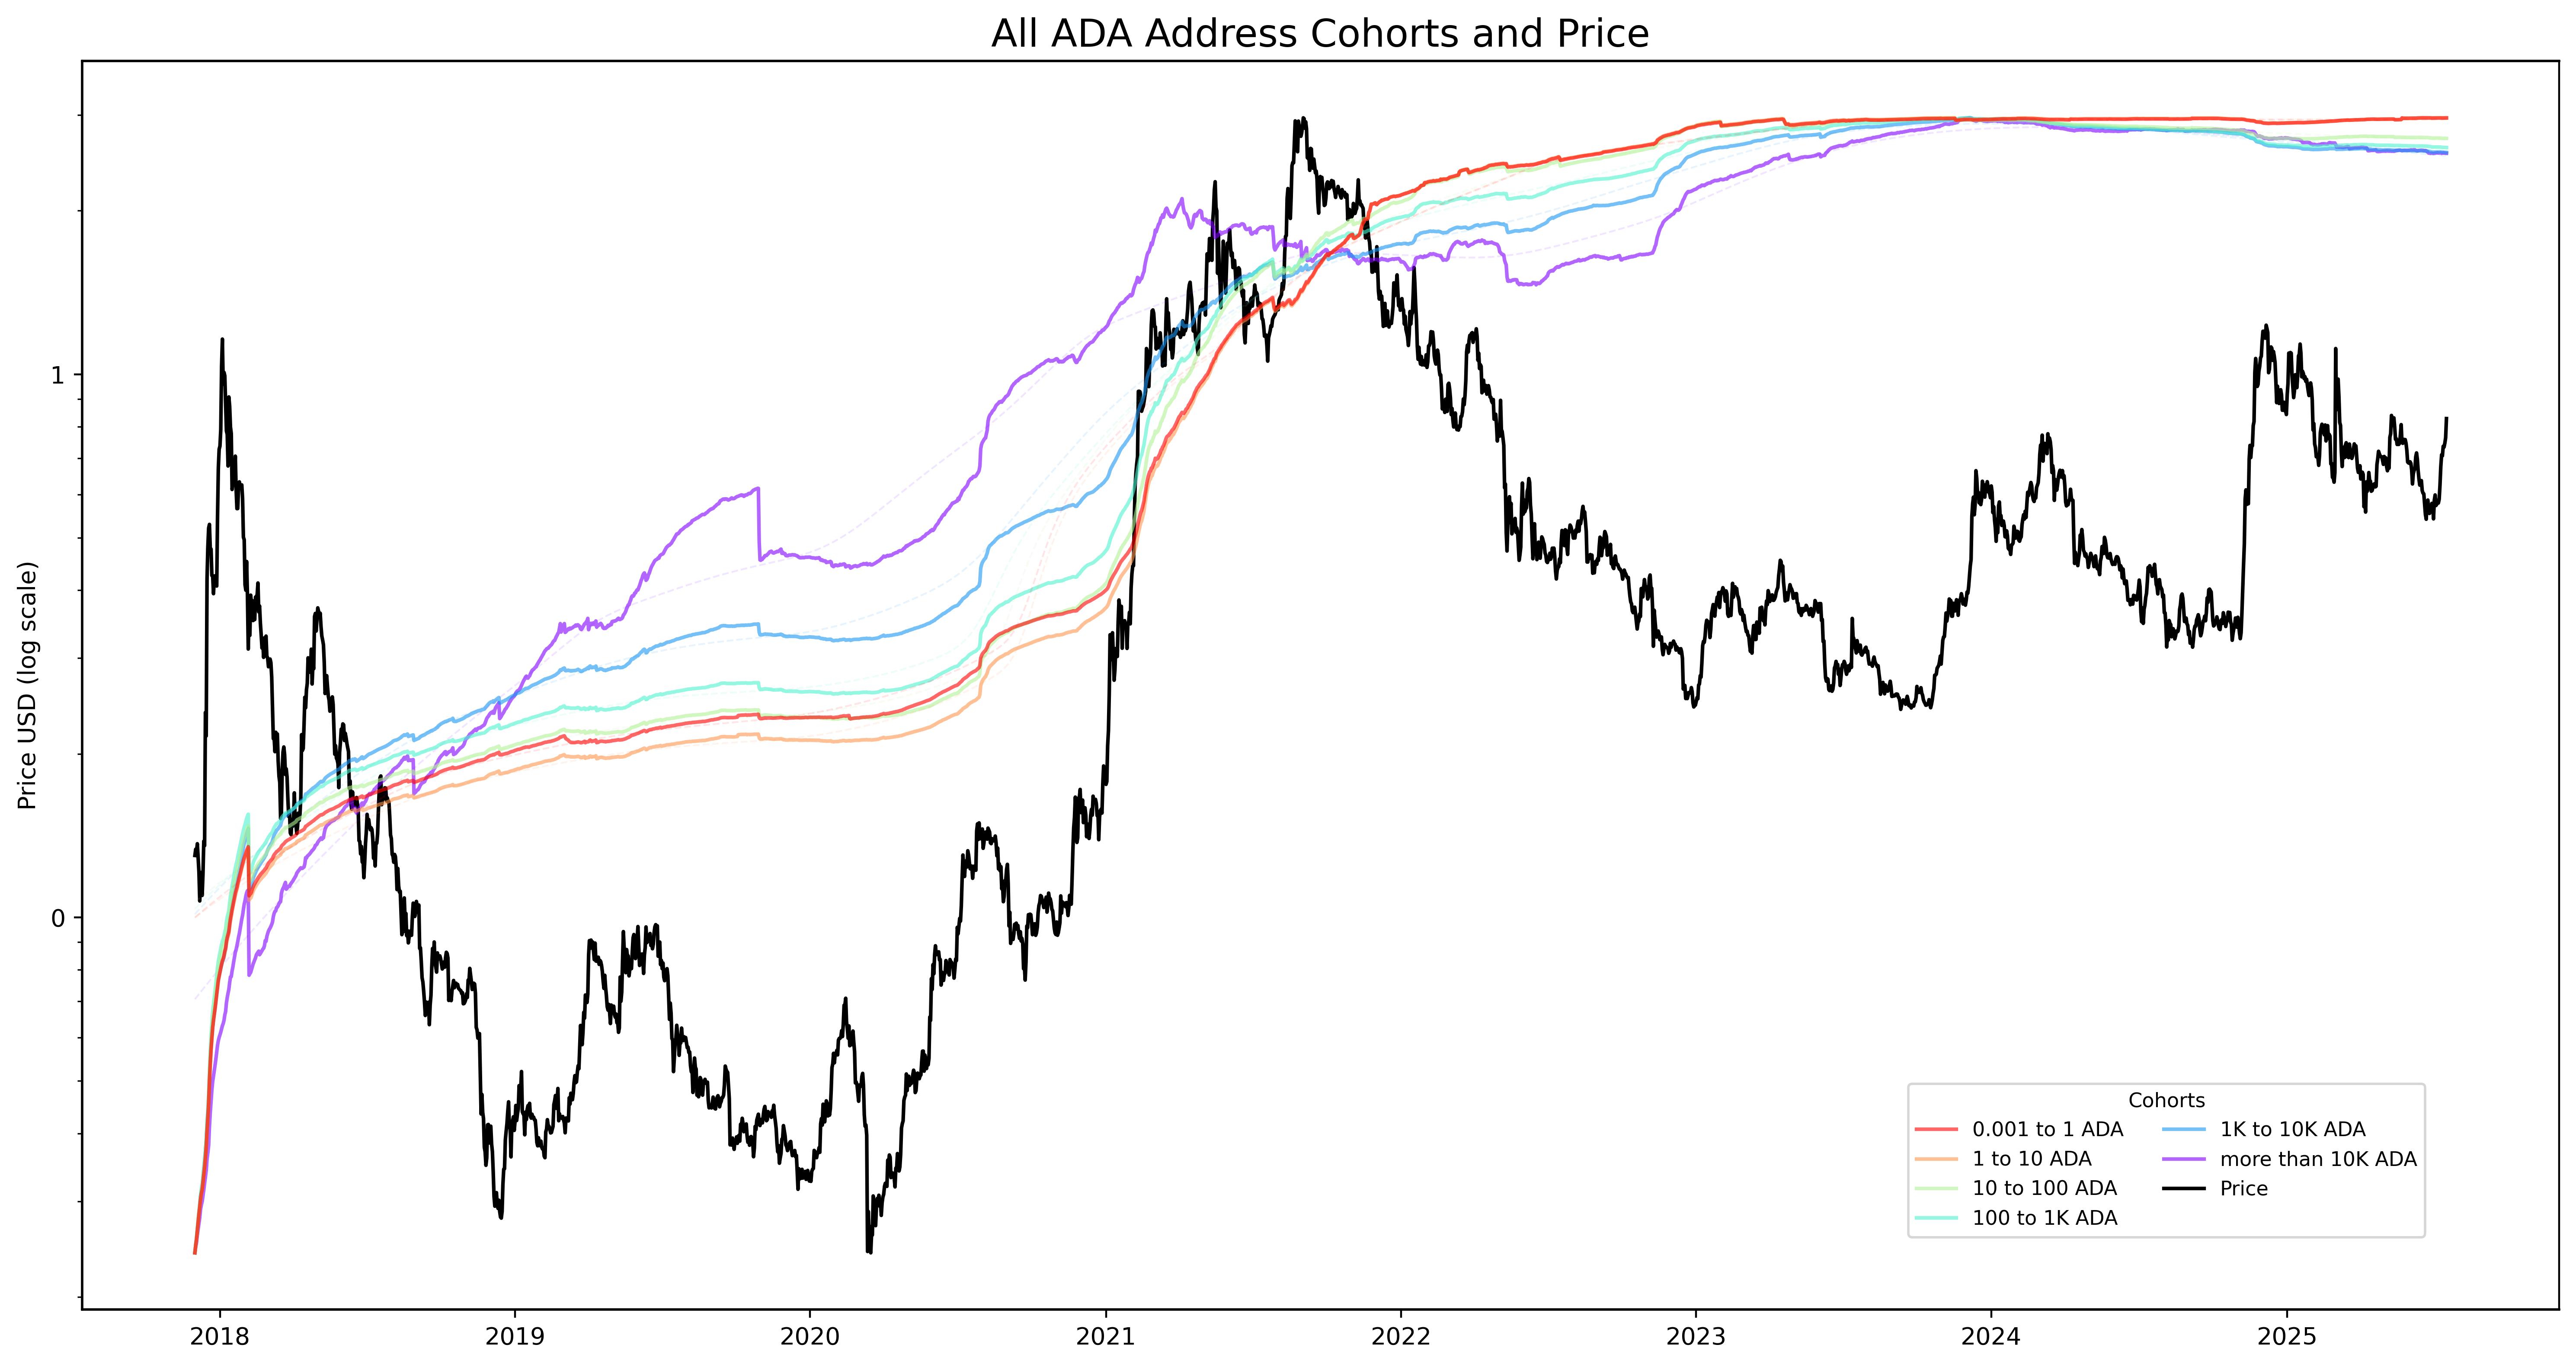 All ADA Address Cohorts and Price
Price USD (log scale)
1
0
2018 2019 2020 2021 2022 2023 2024 2025
Cohorts
0.001 to 1 ADA
1 to 10 ADA
10 to 100 ADA
100 to 1K ADA
1K to 10K ADA
more than 10K ADA
Price